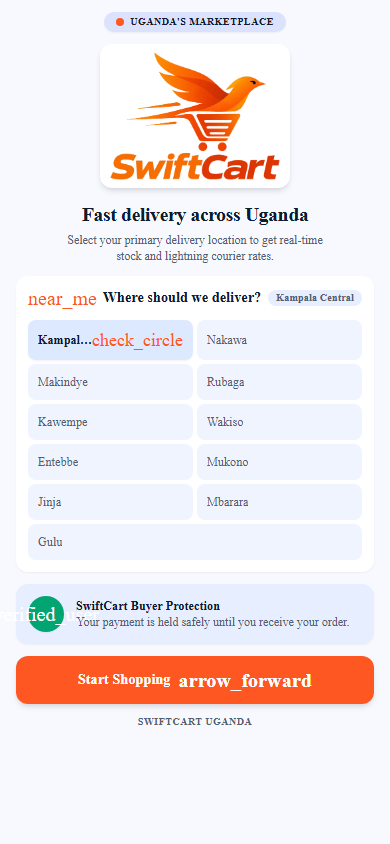 UGANDA'S MARKETPLACE
SwiftCart
Fast delivery across Uganda
Select your primary delivery location to get real-time
stock and lightning courier rates.
near_me Where should we deliver? Kampala Central
Kampal... check_circle Nakawa
Makindye Rubaga
Kawempe Wakiso
Entebbe Mukono
Jinja Mbarara
Gulu
SwiftCart Buyer Protection
Your payment is held safely until you receive your order.
Start Shopping arrow_forward
SWIFTCART UGANDA